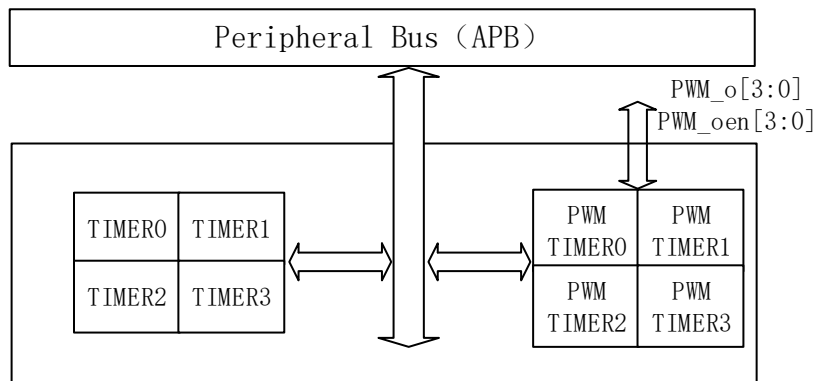 Peripheral Bus（APB）
PWM_o[3:0]
PWM_oen[3:0]
TIMER0
TIMER1
TIMER2
TIMER3
PWM
TIMER0
PWM
TIMER1
PWM
TIMER2
PWM
TIMER3